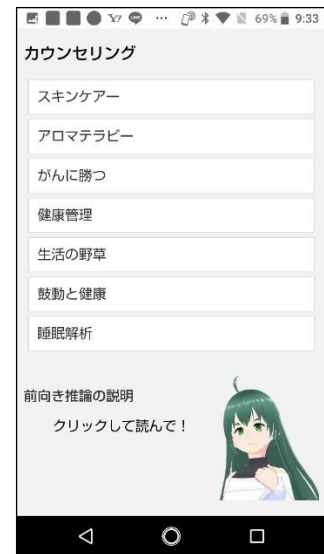 69% 9:33
カウンセリング
スキンケアー
アロマテラピー
がんに勝つ
健康管理
生活の野草
鼓動と健康
睡眠解析
前向き推論の説明
クリックして読んで！